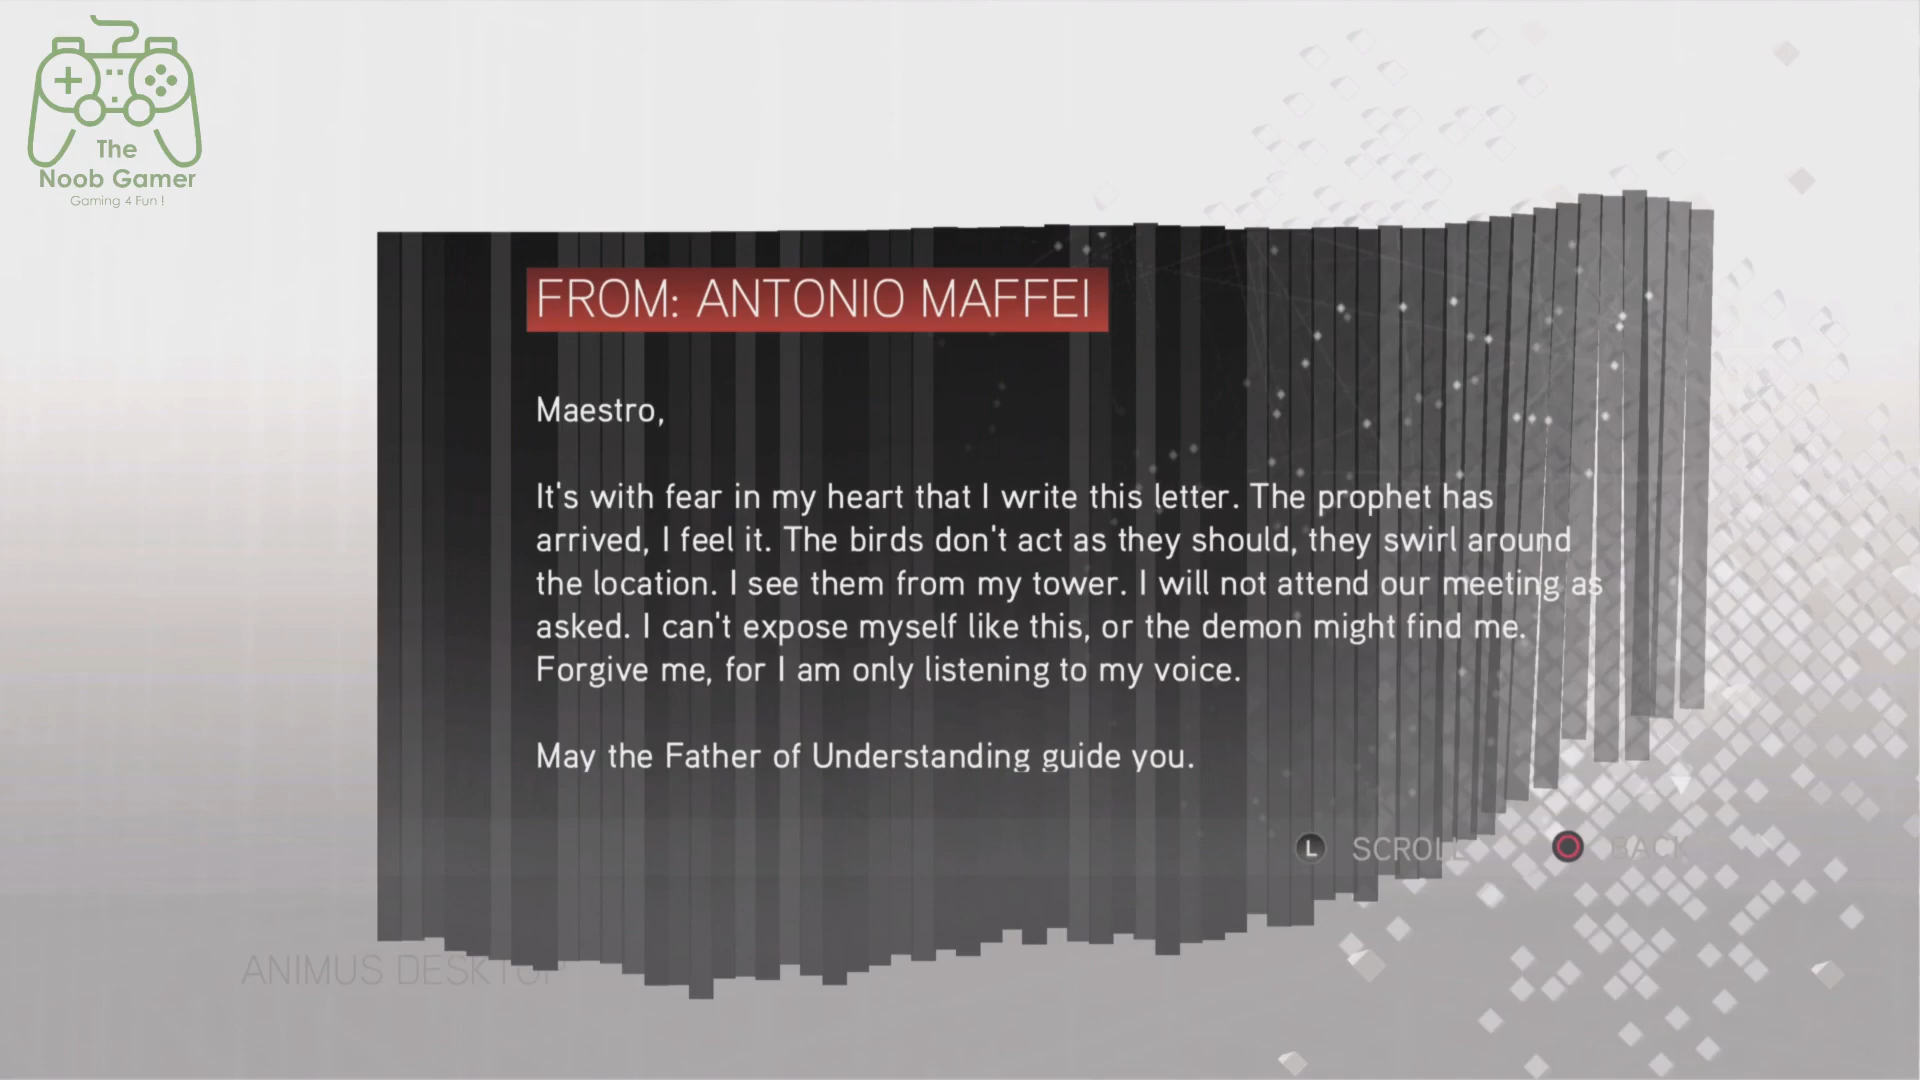 The
Noob Gamer
Gaming 4 Fun !
FROM: ANTONIO MAFFEI
Maestro,
It's with fear in my heart that I write this letter. The prophet has
arrived, I feel it. The birds don't act as they should, they swirl around
the location. I see them from my tower. I will not attend our meeting as
asked. I can't expose myself like this, or the demon might find me.
Forgive me, for I am only listening to my voice.
May the Father of Understanding guide you.
L SCROLL BACK
ANIMUS DESKTOP